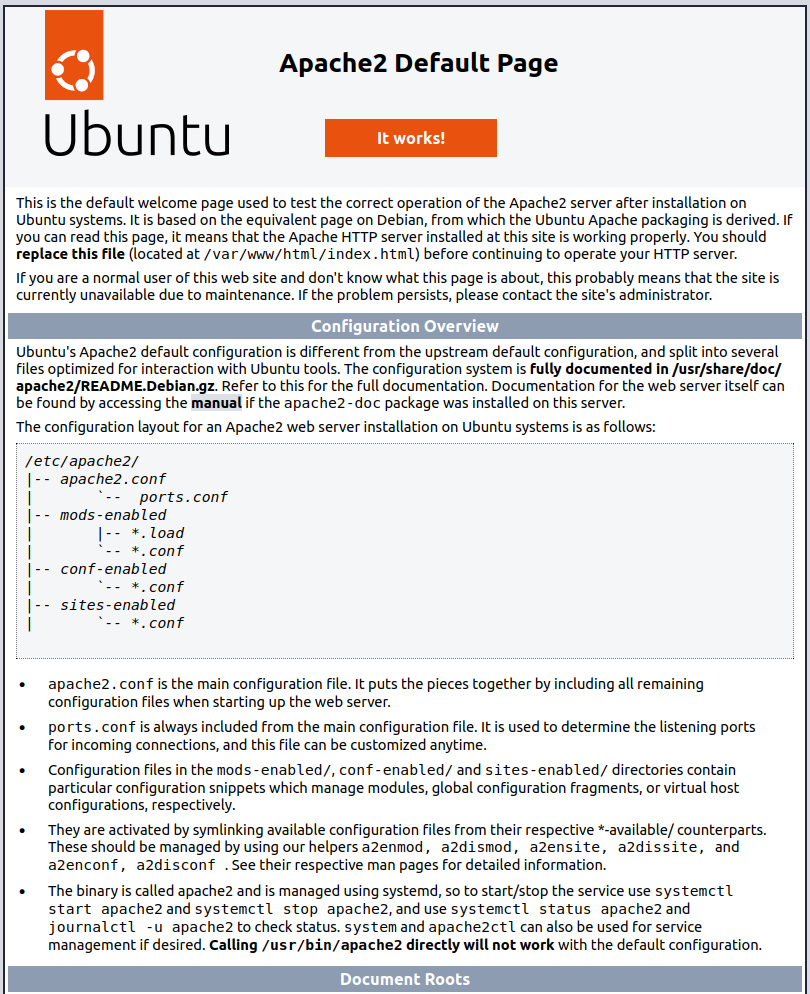 Apache2 Default Page
Ubuntu
It works!
This is the default welcome page used to test the correct operation of the Apache2 server after installation on
Ubuntu systems. It is based on the equivalent page on Debian, from which the Ubuntu Apache packaging is derived. If
you can read this page, it means that the Apache HTTP server installed at this site is working properly. You should
replace this file (located at /var/www/html/index.html) before continuing to operate your HTTP server.
If you are a normal user of this web site and don't know what this page is about, this probably means that the site is
currently unavailable due to maintenance. If the problem persists, please contact the site's administrator.
Configuration Overview
Ubuntu's Apache2 default configuration is different from the upstream default configuration, and split into several
files optimized for interaction with Ubuntu tools. The configuration system is fully documented in /usr/share/doc/
apache2/README.Debian.gz. Refer to this for the full documentation. Documentation for the web server itself can
be found by accessing the manual if the apache2-doc package was installed on this server.
The configuration layout for an Apache2 web server installation on Ubuntu systems is as follows:
/etc/apache2/
|-- apache2.conf
|       `--  ports.conf
|-- mods-enabled
|       |-- *.load
|       `-- *.conf
|-- conf-enabled
|       `-- *.conf
|-- sites-enabled
|       `-- *.conf
• apache2.conf is the main configuration file. It puts the pieces together by including all remaining
configuration files when starting up the web server.
• ports.conf is always included from the main configuration file. It is used to determine the listening ports
for incoming connections, and this file can be customized anytime.
• Configuration files in the mods-enabled/, conf-enabled/ and sites-enabled/ directories contain
particular configuration snippets which manage modules, global configuration fragments, or virtual host
configurations, respectively.
• They are activated by symlinking available configuration files from their respective *-available/ counterparts.
These should be managed by using our helpers a2enmod, a2dismod, a2ensite, a2dissite, and
a2enconf, a2disconf . See their respective man pages for detailed information.
• The binary is called apache2 and is managed using systemd, so to start/stop the service use systemctl
start apache2 and systemctl stop apache2, and use systemctl status apache2 and
journalctl -u apache2 to check status. system and apache2ctl can also be used for service
management if desired. Calling /usr/bin/apache2 directly will not work with the default configuration.
Document Roots